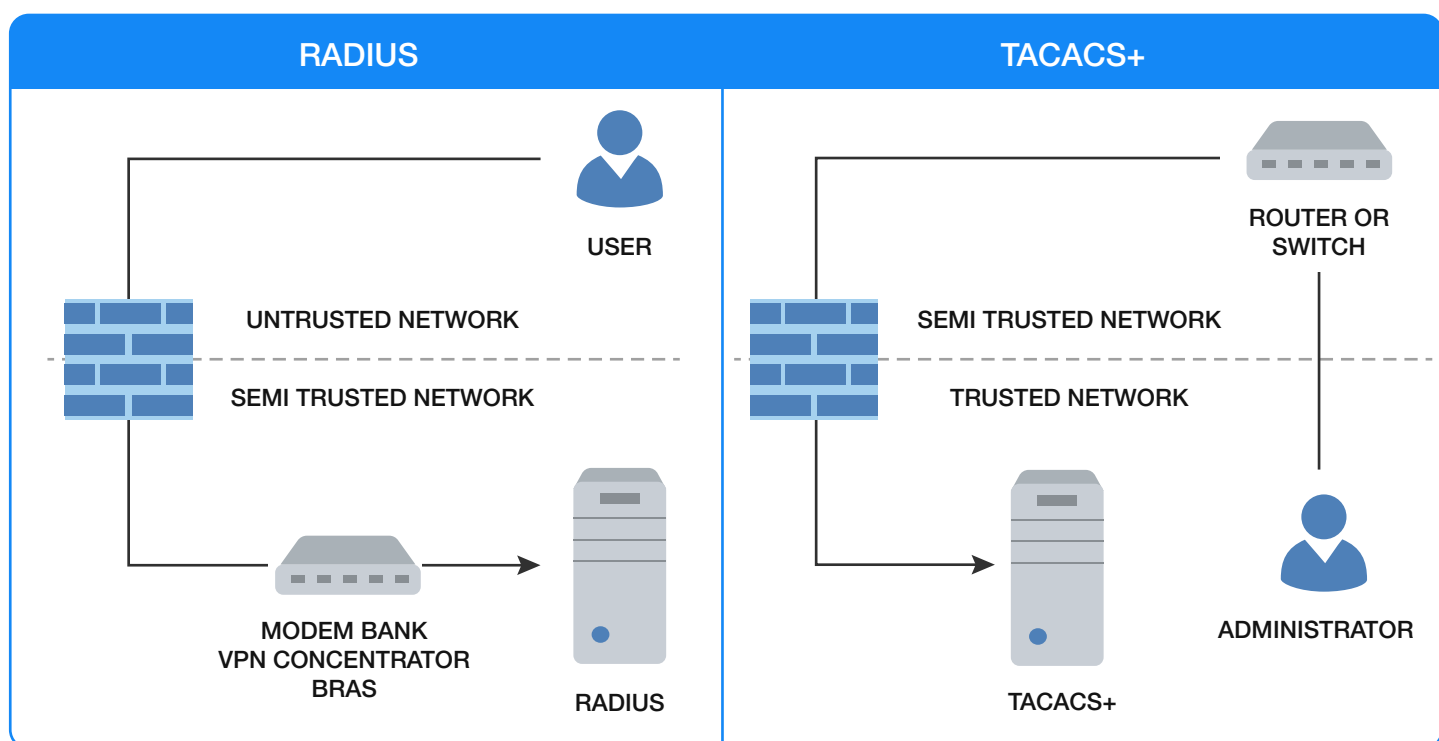 RADIUS
USER
UNTRUSTED NETWORK
SEMI TRUSTED NETWORK
MODEM BANK
VPN CONCENTRATOR
BRAS
RADIUS
TACACS+
ROUTER OR
SWITCH
SEMI TRUSTED NETWORK
TRUSTED NETWORK
TACACS+
ADMINISTRATOR